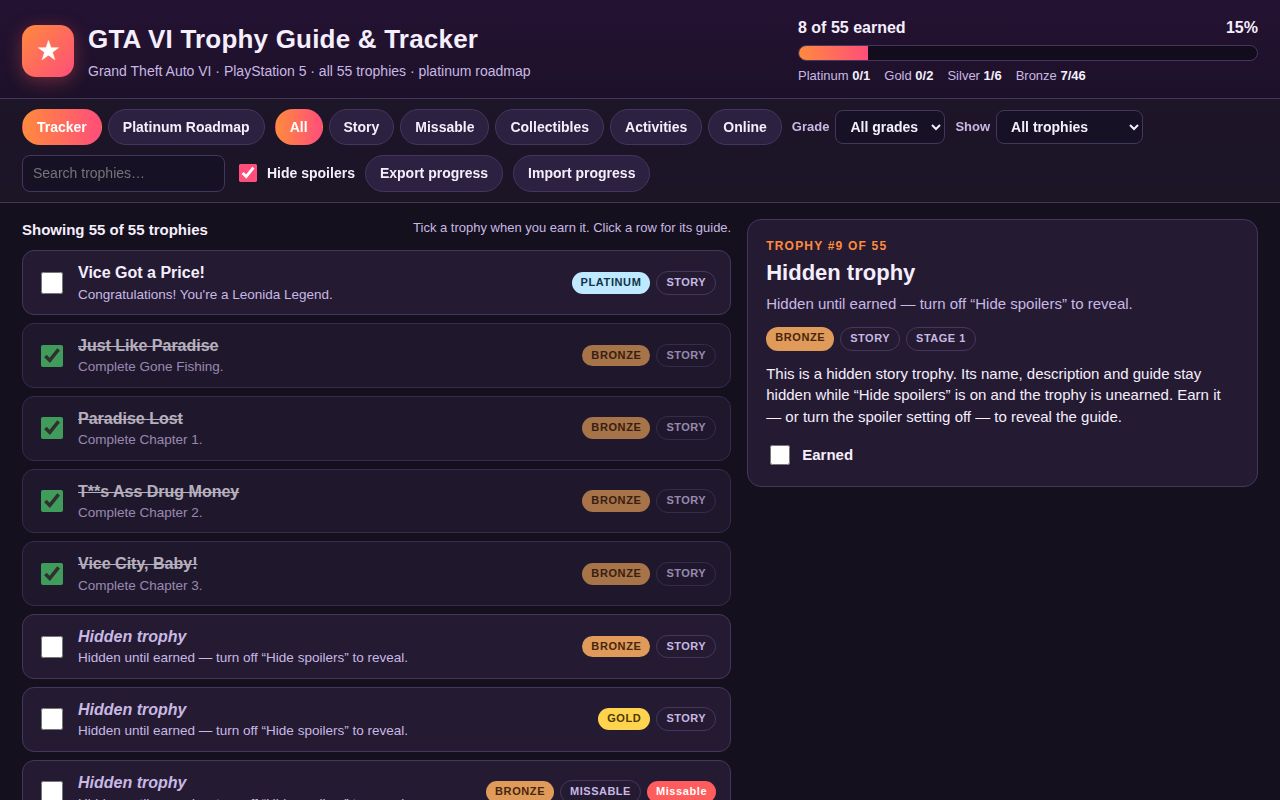 ★ GTA VI Trophy Guide & Tracker
Grand Theft Auto VI · PlayStation 5 · all 55 trophies · platinum roadmap
8 of 55 earned 15%
Platinum 0/1 Gold 0/2 Silver 1/6 Bronze 7/46
Tracker Platinum Roadmap All Story Missable Collectibles Activities Online Grade All grades Show All trophies
Search trophies… Hide spoilers Export progress Import progress
Showing 55 of 55 trophies Tick a trophy when you earn it. Click a row for its guide.
Vice Got a Price! PLATINUM STORY
Congratulations! You're a Leonida Legend.
Just Like Paradise BRONZE STORY
Complete Gone Fishing.
Paradise Lost BRONZE STORY
Complete Chapter 1.
T**s Ass Drug Money BRONZE STORY
Complete Chapter 2.
Vice City, Baby! BRONZE STORY
Complete Chapter 3.
Hidden trophy BRONZE STORY
Hidden until earned — turn off “Hide spoilers” to reveal.
Hidden trophy GOLD STORY
Hidden until earned — turn off “Hide spoilers” to reveal.
Hidden trophy BRONZE MISSABLE Missable
TROPHY #9 OF 55
Hidden trophy
Hidden until earned — turn off “Hide spoilers” to reveal.
BRONZE STORY STAGE 1
This is a hidden story trophy. Its name, description and guide stay
hidden while “Hide spoilers” is on and the trophy is unearned. Earn it
— or turn the spoiler setting off — to reveal the guide.
Earned